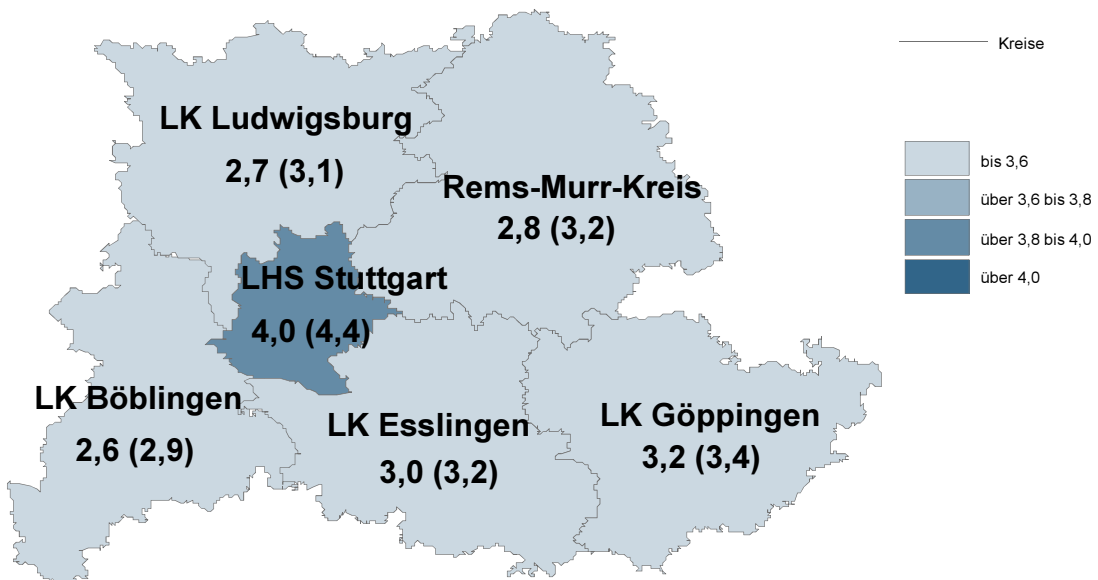 LK Ludwigsburg
2,7 (3,1)
Rems-Murr-Kreis
2,8 (3,2)
LHS Stuttgart
4,0 (4,4)
LK Böblingen
2,6 (2,9)
LK Esslingen
3,0 (3,2)
LK Göppingen
3,2 (3,4)
Kreise
bis 3,6
über 3,6 bis 3,8
über 3,8 bis 4,0
über 4,0